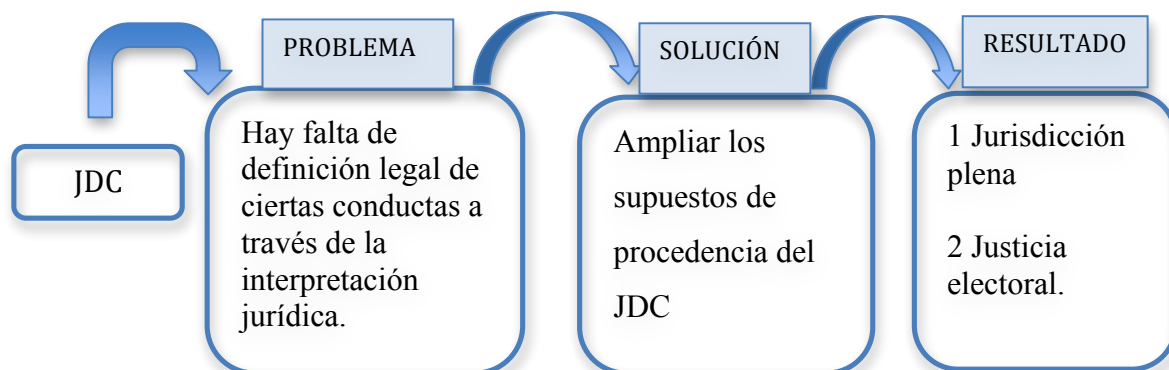 JDC
PROBLEMA
Hay falta de
definición legal de
ciertas conductas a
través de la
interpretación
jurídica.
SOLUCIÓN
Ampliar los
supuestos de
procedencia del
JDC
RESULTADO
1 Jurisdicción
plena
2 Justicia
electoral.